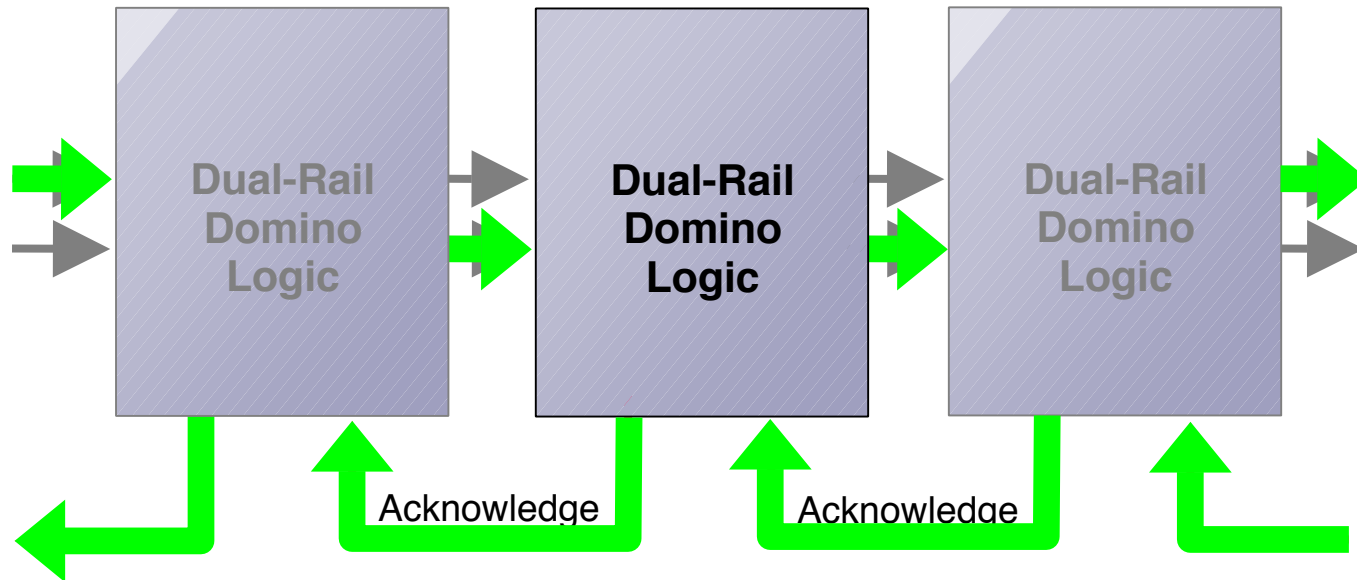 Dual-Rail
Domino
Logic
Dual-Rail
Domino
Logic
Dual-Rail
Domino
Logic
Acknowledge
Acknowledge